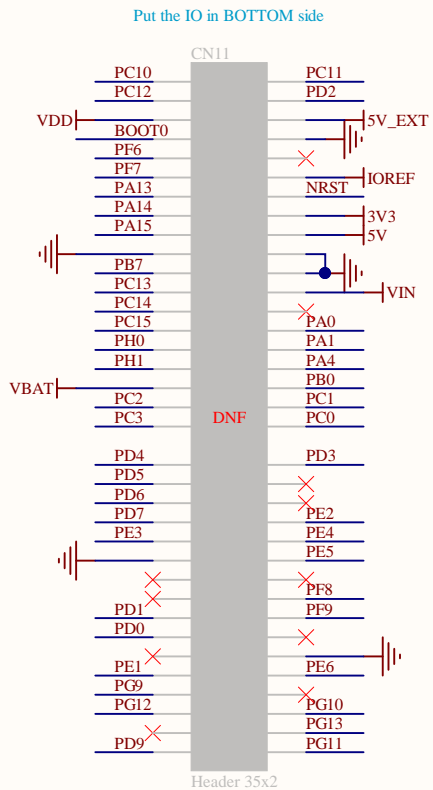 Put the IO in BOTTOM side
CN11
PC10 PC11
PC12 PD2
VDD 5V_EXT
BOOT0
PF6
PF7 IOREF
PA13 NRST
PA14 3V3
PA15 5V
PB7
PC13 VIN
PC14
PC15 PA0
PH0 PA1
PH1 PA4
VBAT PB0
PC2 PC1
PC3 PC0
DNF
PD4 PD3
PD5
PD6
PD7 PE2
PE3 PE4
PE5
PF8
PD1 PF9
PD0
PE1 PE6
PG9
PG12 PG10
PG13
PD9 PG11
Header 35x2